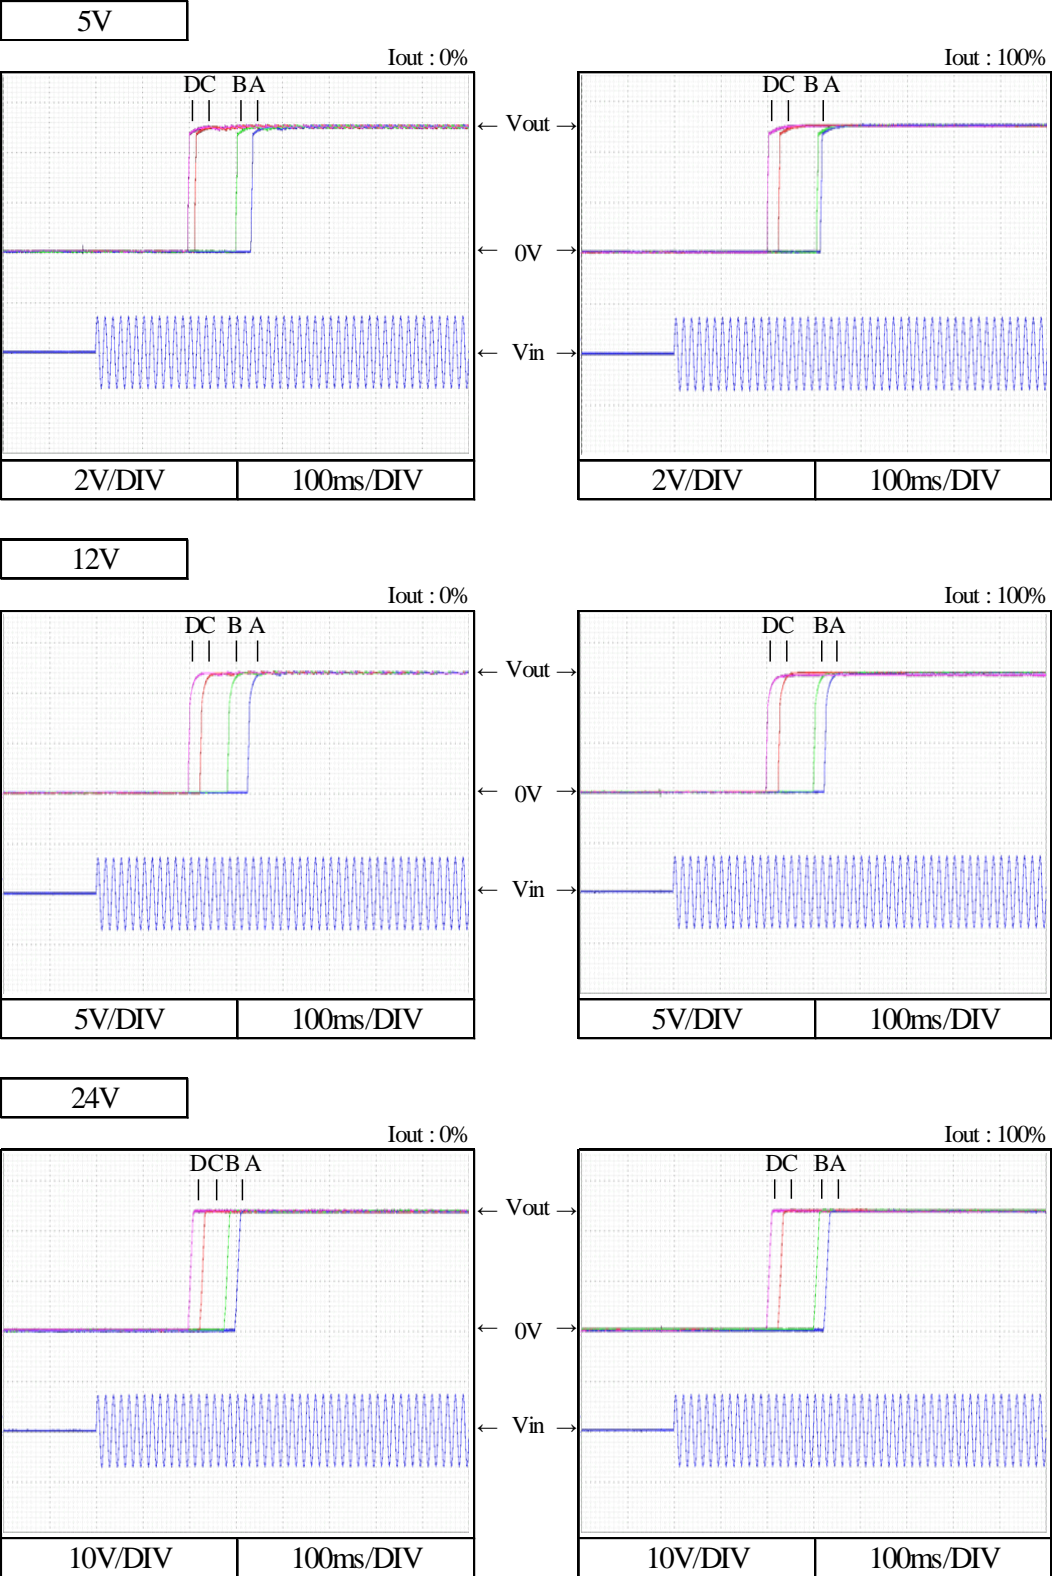 5V
Iout : 0% Iout : 100%
DC BA DC B A
← Vout →
← 0V →
← Vin →
2V/DIV 100ms/DIV 2V/DIV 100ms/DIV
12V
Iout : 0% Iout : 100%
DC B A DC BA
← Vout →
← 0V →
← Vin →
5V/DIV 100ms/DIV 5V/DIV 100ms/DIV
24V
Iout : 0% Iout : 100%
DCB A DC BA
← Vout →
← 0V →
← Vin →
10V/DIV 100ms/DIV 10V/DIV 100ms/DIV